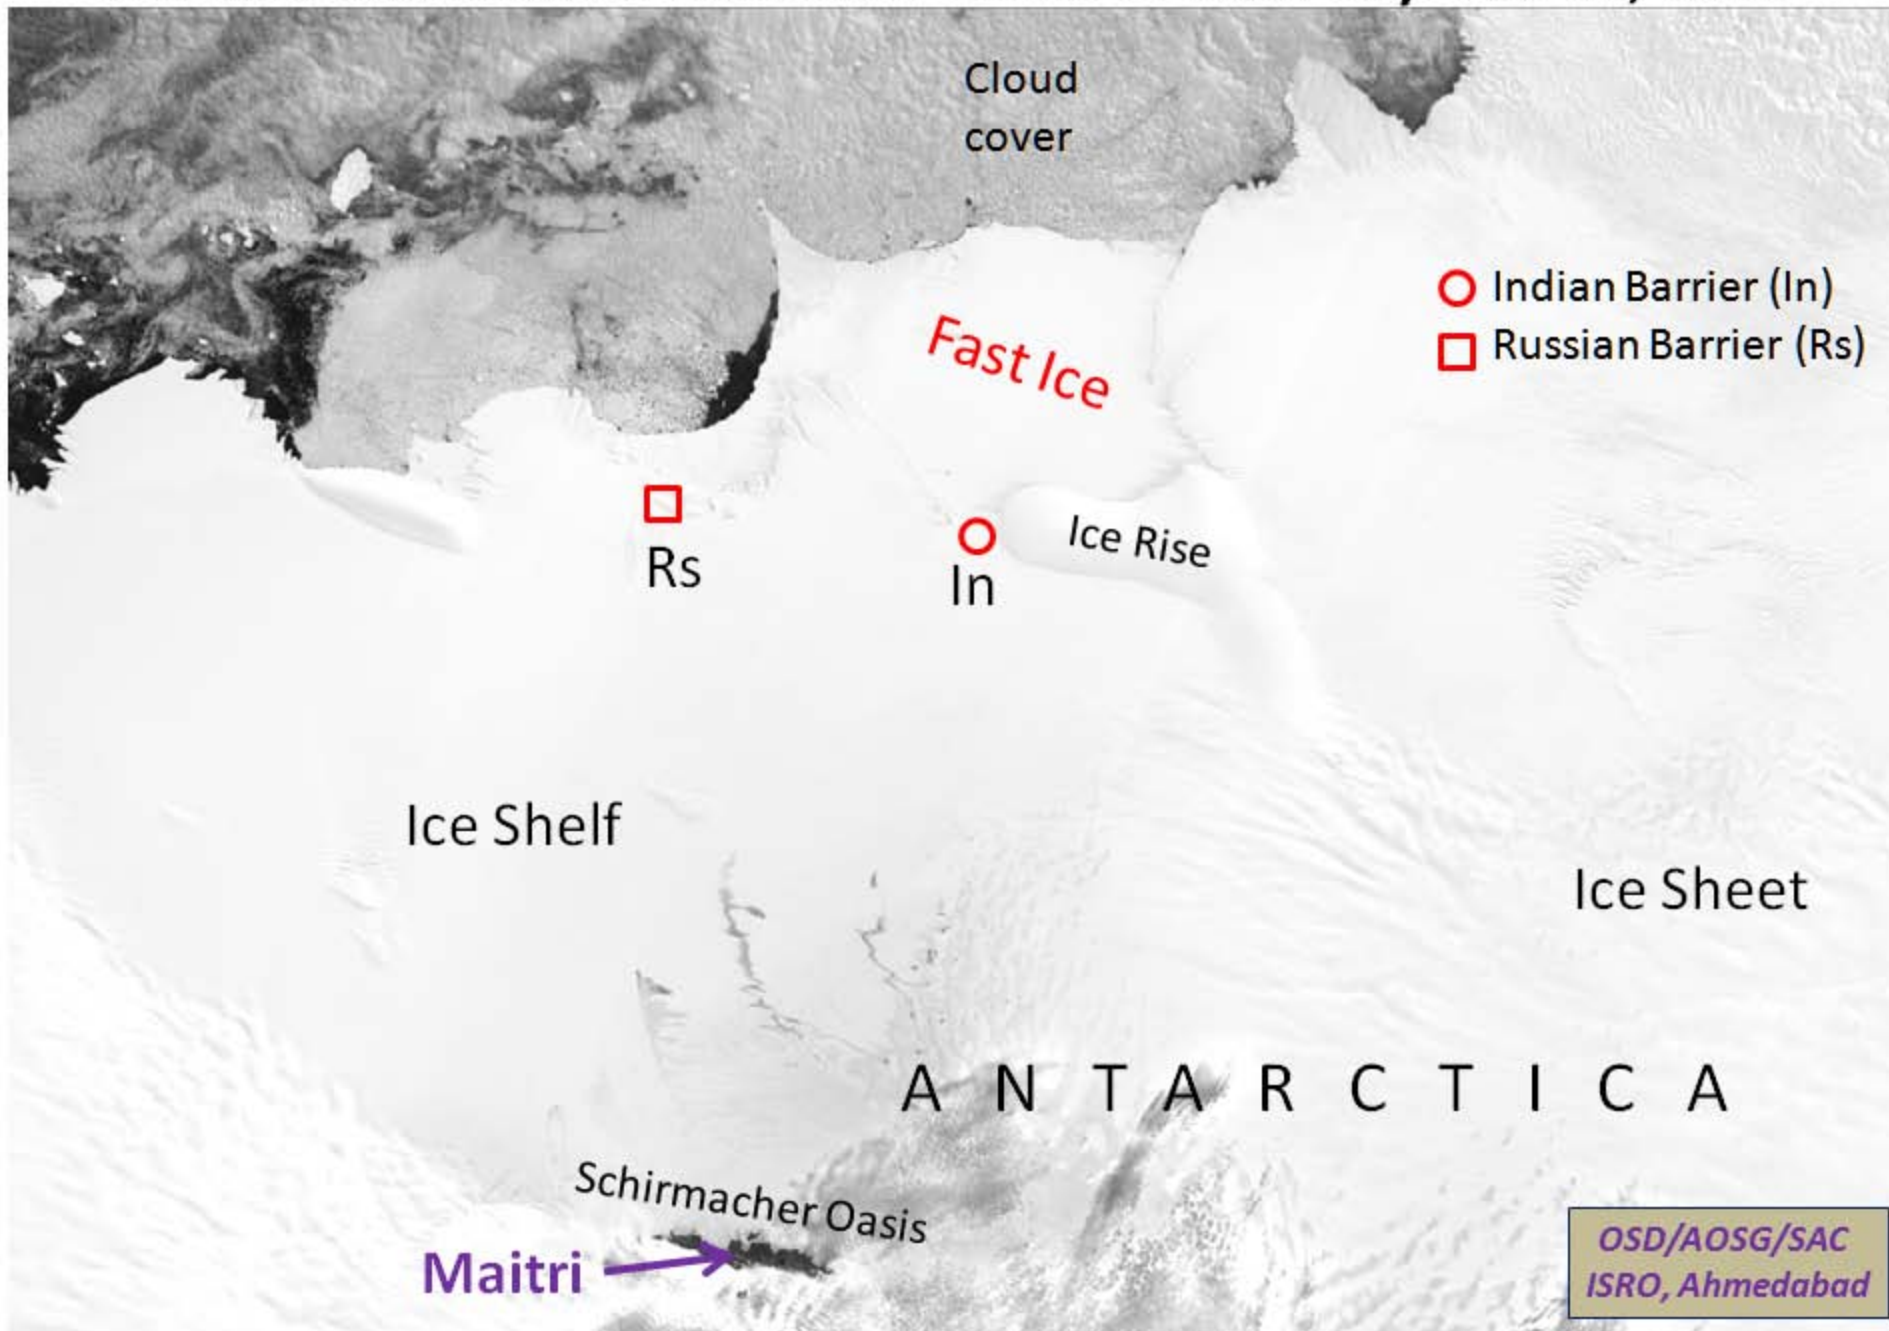 Cloud
cover
Indian Barrier (In)
Russian Barrier (Rs)
Fast Ice
Rs
In
Ice Rise
Ice Shelf
Ice Sheet
ANTARCTICA
Schirmacher Oasis
Maitri
OSD/AOSG/SAC
ISRO, Ahmedabad